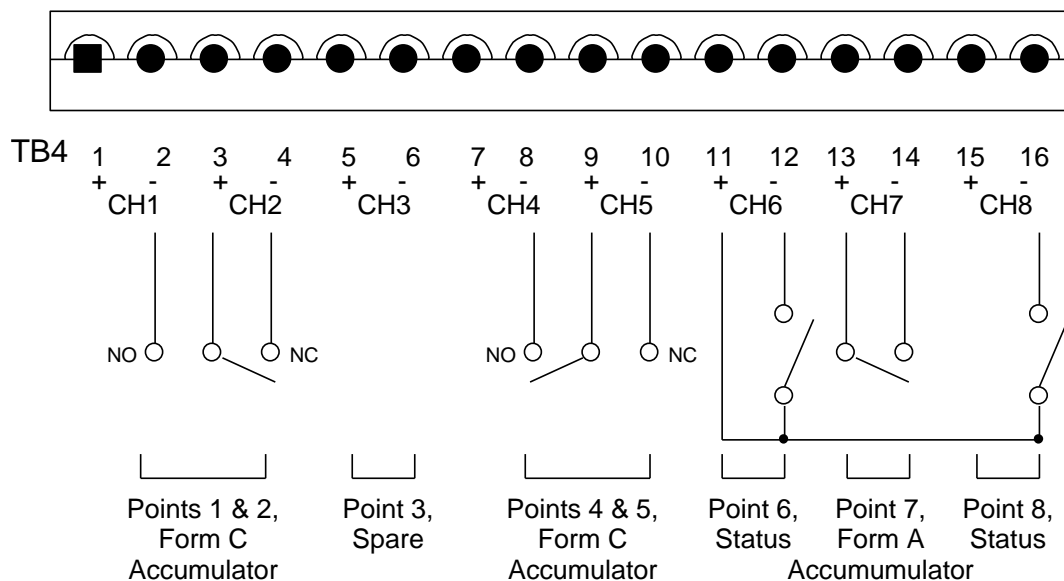 TB4 1 2 3 4 5 6 7 8 9 10 11 12 13 14 15 16
+ - + - + - + - + - + - + - + -
CH1 CH2 CH3 CH4 CH5 CH6 CH7 CH8
NO NC NO NC
Points 1 & 2, Point 3, Points 4 & 5, Point 6, Point 7, Point 8,
Form C Spare Form C Status Form A Status
Accumulator Accumulator Accumumulator